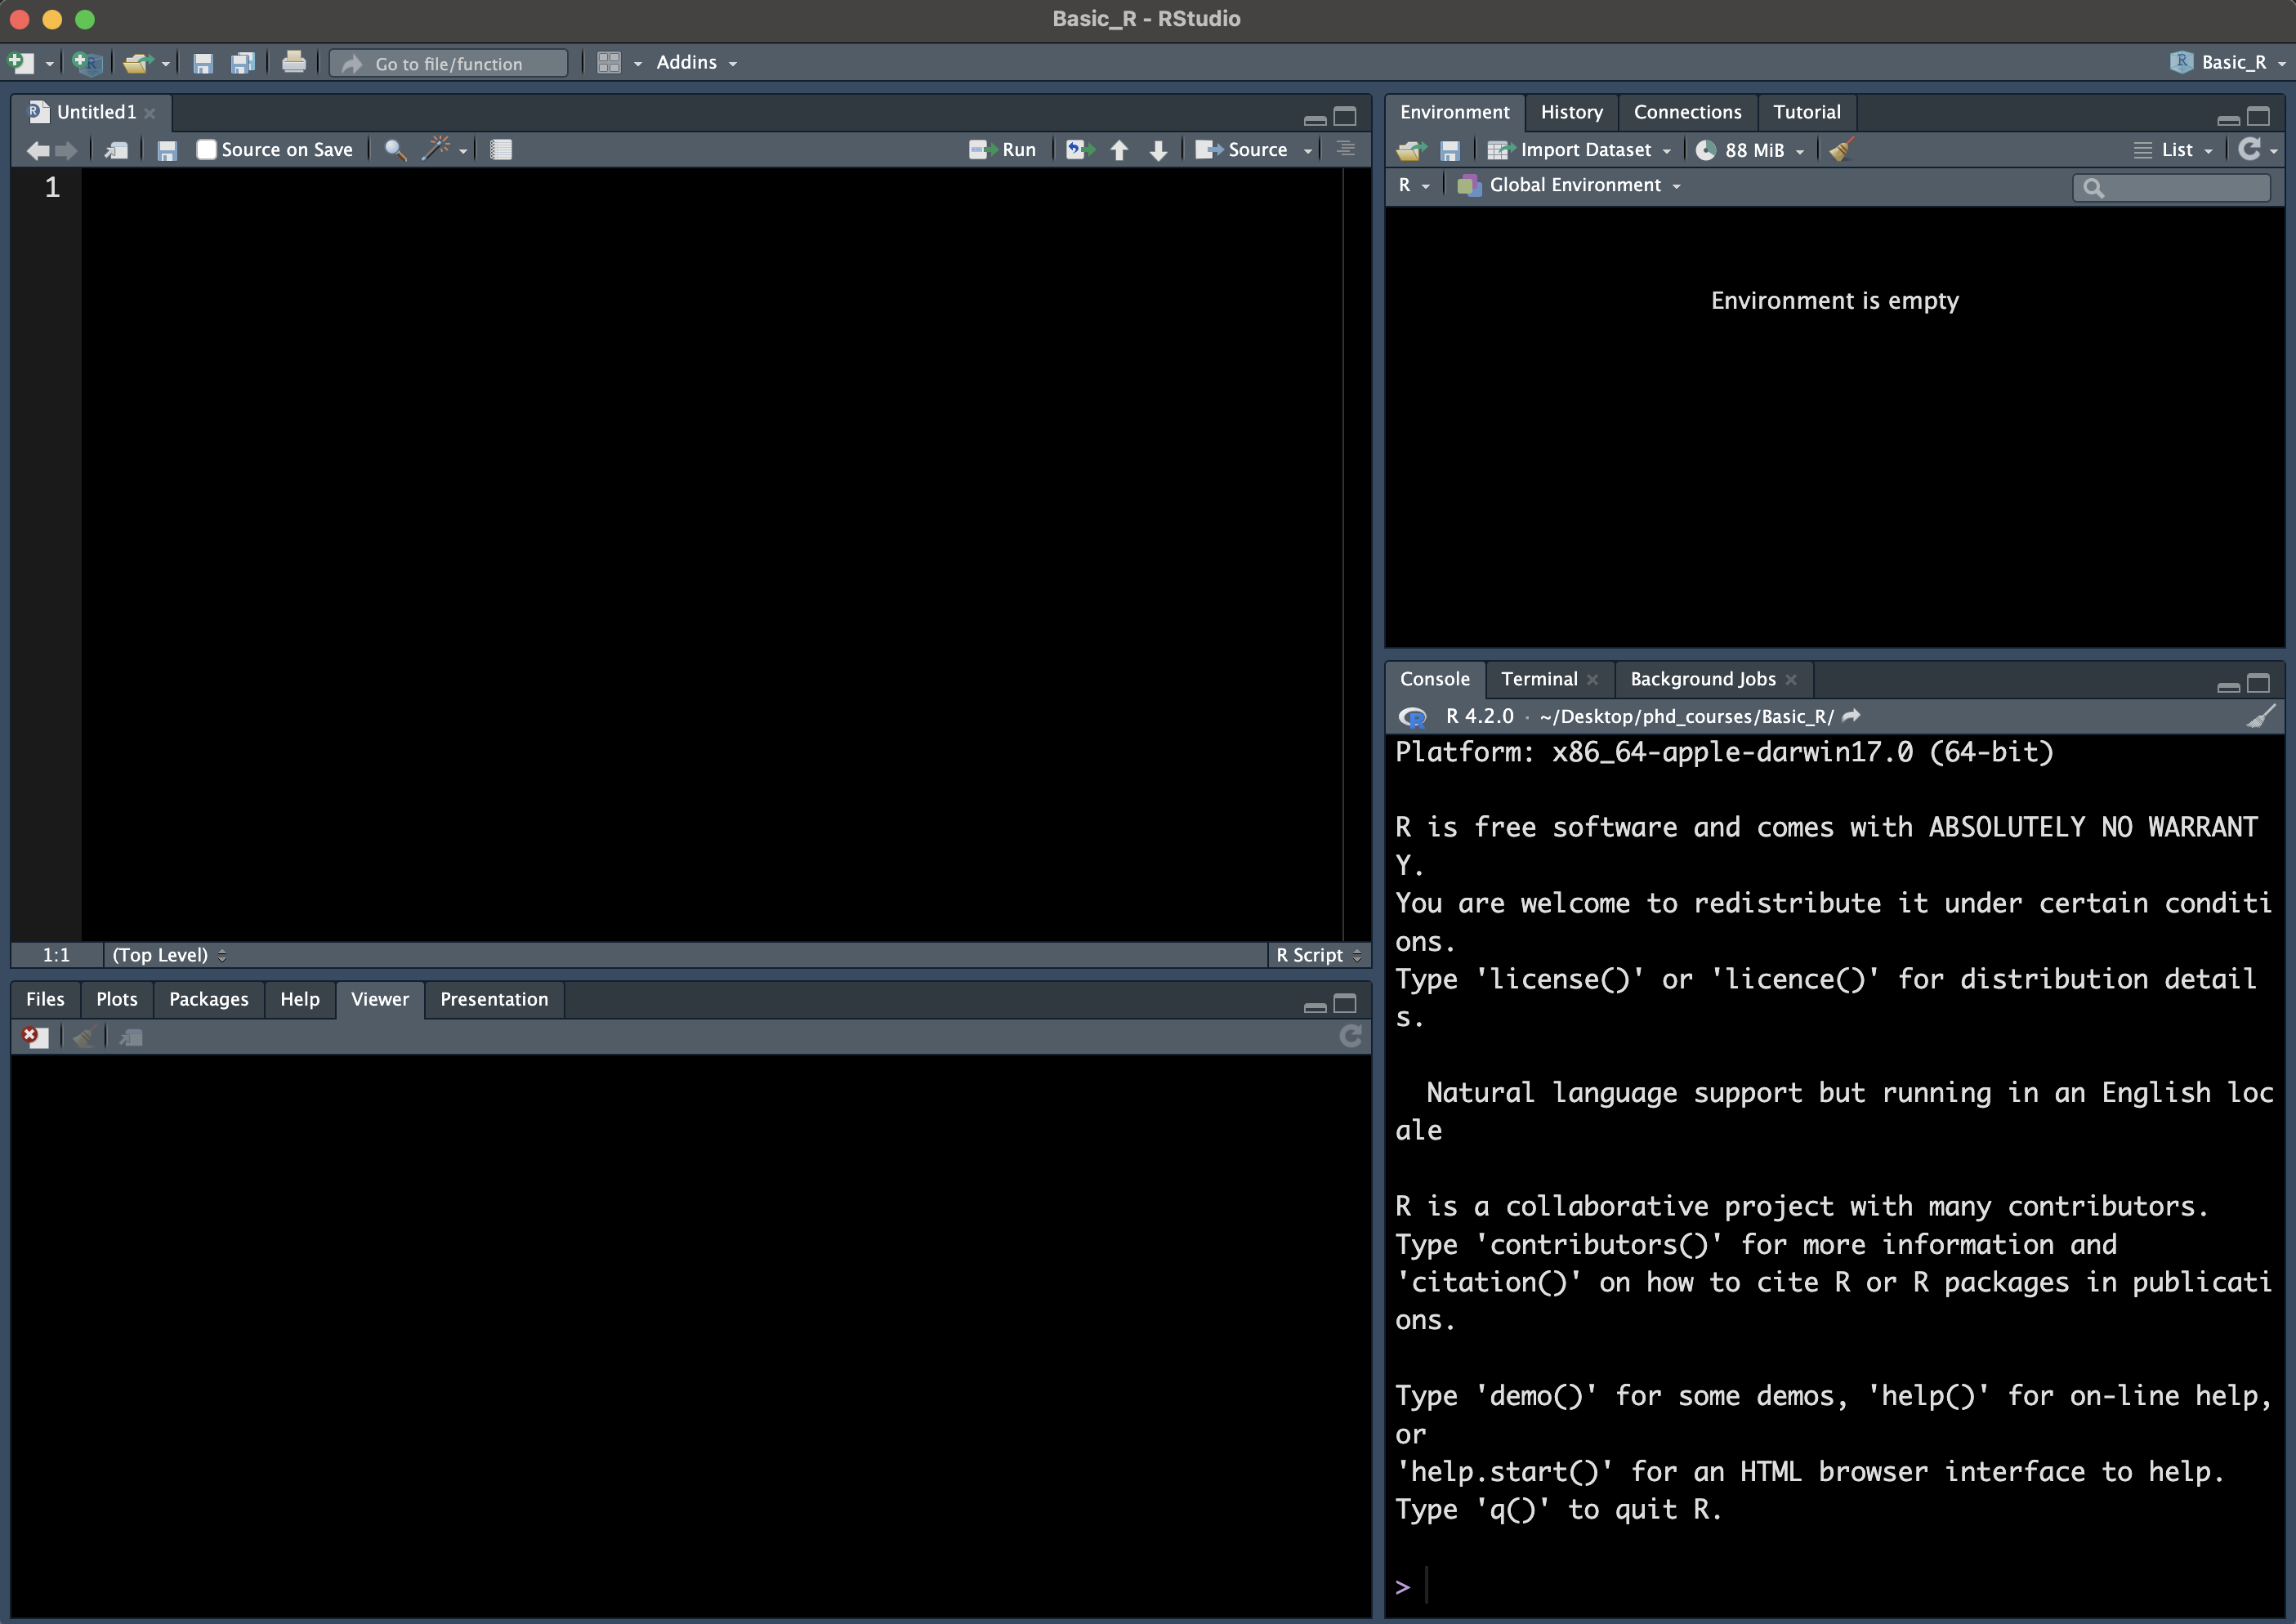 Basic_R - RStudio
Go to file/function
Addins
Basic_R
Untitled1
Source on Save
Run
Source
1
1:1
(Top Level)
R Script
Environment
History
Connections
Tutorial
Import Dataset
88 MiB
List
R
Global Environment
Environment is empty
Files
Plots
Packages
Help
Viewer
Presentation
Console
Terminal
Background Jobs
R 4.2.0 · ~/Desktop/phd_courses/Basic_R/
Platform: x86_64-apple-darwin17.0 (64-bit)
R is free software and comes with ABSOLUTELY NO WARRANT
Y.
You are welcome to redistribute it under certain conditi
ons.
Type 'license()' or 'licence()' for distribution detail
s.
Natural language support but running in an English loc
ale
R is a collaborative project with many contributors.
Type 'contributors()' for more information and
'citation()' on how to cite R or R packages in publicati
ons.
Type 'demo()' for some demos, 'help()' for on-line help,
or
'help.start()' for an HTML browser interface to help.
Type 'q()' to quit R.
>